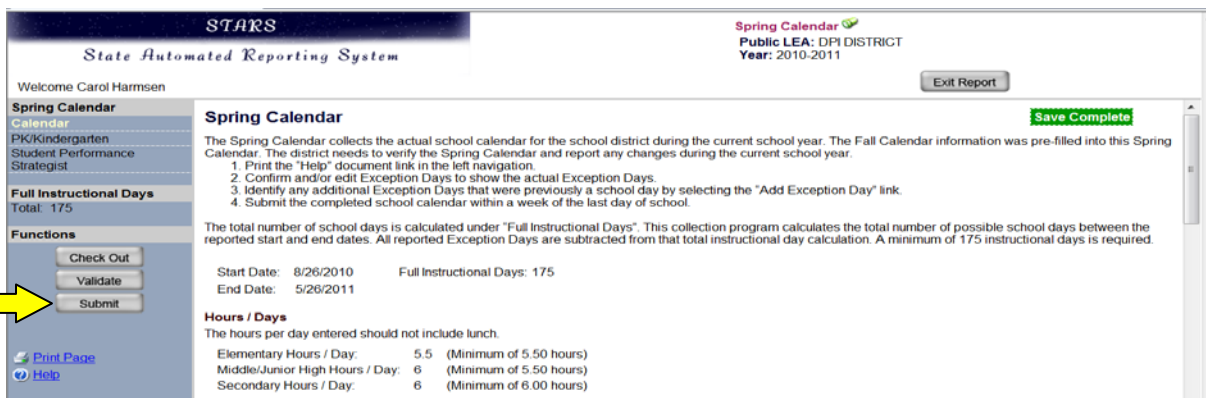 STARS
State Automated Reporting System
Welcome Carol Harmsen
Spring Calendar
Public LEA: DPI DISTRICT
Year: 2010-2011
Exit Report
Spring Calendar
Calendar
PK/Kindergarten
Student Performance
Strategist
Full Instructional Days
Total: 175
Functions
Check Out
Validate
Submit
Print Page
Help
Spring Calendar
Save Complete
The Spring Calendar collects the actual school calendar for the school district during the current school year. The Fall Calendar information was pre-filled into this Spring
Calendar. The district needs to verify the Spring Calendar and report any changes during the current school year.
1. Print the "Help" document link in the left navigation.
2. Confirm and/or edit Exception Days to show the actual Exception Days.
3. Identify any additional Exception Days that were previously a school day by selecting the "Add Exception Day" link.
4. Submit the completed school calendar within a week of the last day of school.
The total number of school days is calculated under "Full Instructional Days". This collection program calculates the total number of possible school days between the
reported start and end dates. All reported Exception Days are subtracted from that total instructional day calculation. A minimum of 175 instructional days is required.
Start Date: 8/26/2010 Full Instructional Days: 175
End Date: 5/26/2011
Hours / Days
The hours per day entered should not include lunch.
Elementary Hours / Day: 5.5 (Minimum of 5.50 hours)
Middle/Junior High Hours / Day: 6 (Minimum of 5.50 hours)
Secondary Hours / Day: 6 (Minimum of 6.00 hours)